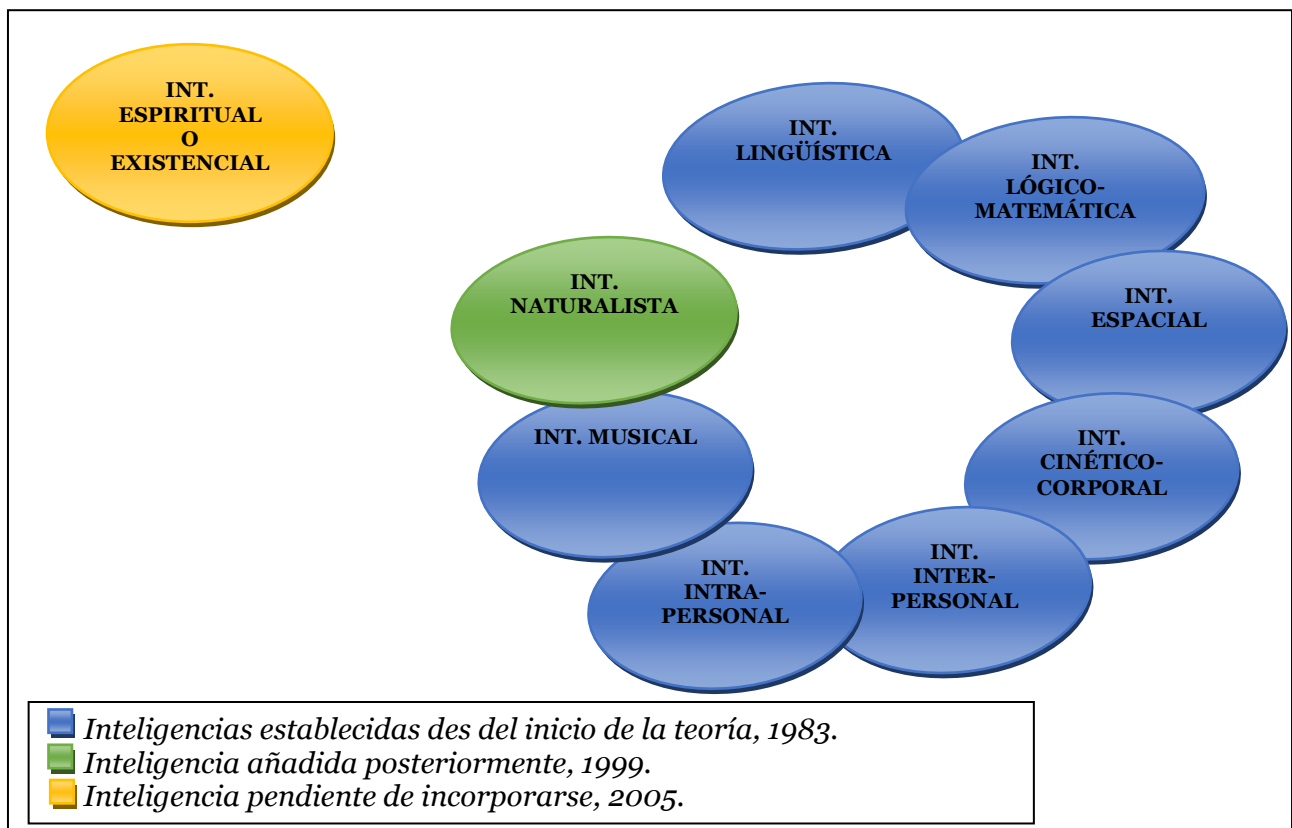 INT.
ESPIRITUAL
O
EXISTENCIAL
INT.
LINGÜÍSTICA
INT.
LÓGICO-
MATEMÁTICA
INT.
ESPACIAL
INT.
CINÉTICO-
CORPORAL
INT.
INTER-
PERSONAL
INT.
INTRA-
PERSONAL
INT. MUSICAL
INT.
NATURALISTA
Inteligencias establecidas des del inicio de la teoría, 1983.
Inteligencia añadida posteriormente, 1999.
Inteligencia pendiente de incorporarse, 2005.